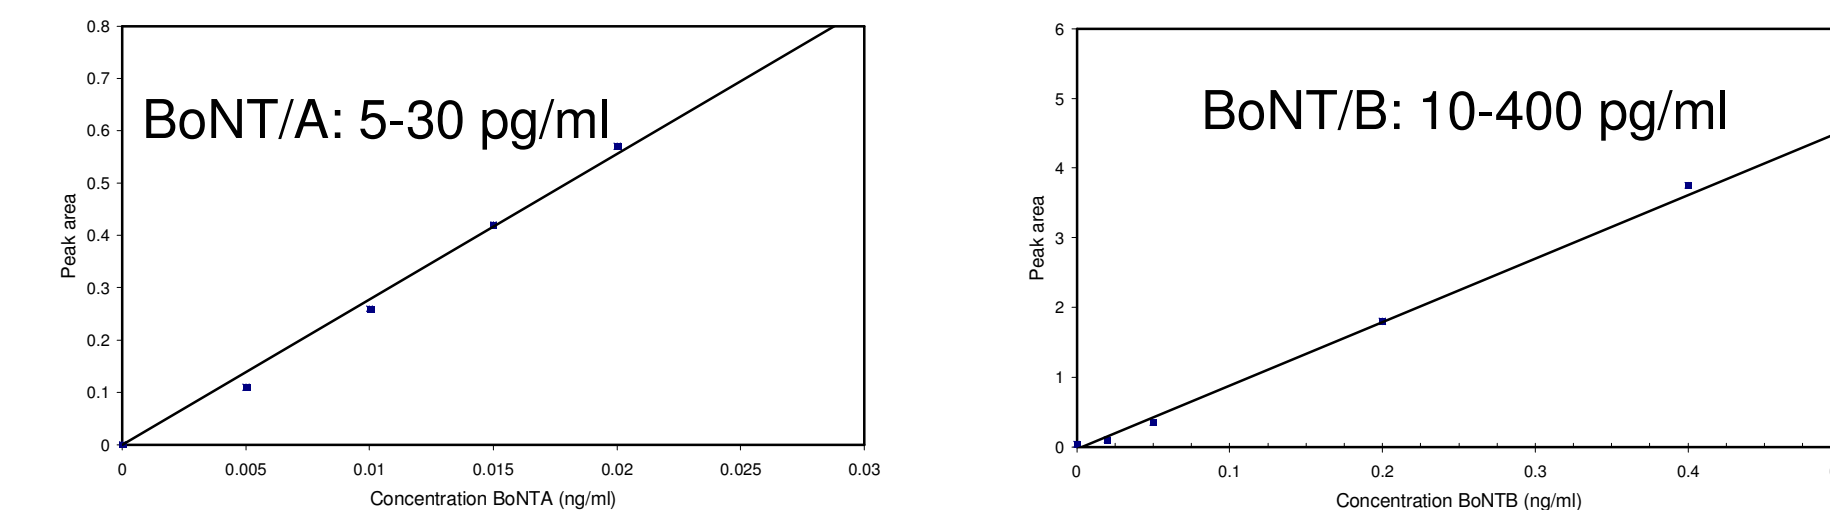 0.8
0.7
0.6
0.5
0.4
0.3
0.2
0.1
0
Peak area
BoNT/A: 5-30 pg/ml
0 0.005 0.01 0.015 0.02 0.025 0.03
Concentration BoNTA (ng/ml)
6
5
4
3
2
1
0
Peak area
BoNT/B: 10-400 pg/ml
0 0.1 0.2 0.3 0.4
Concentration BoNTB (ng/ml)